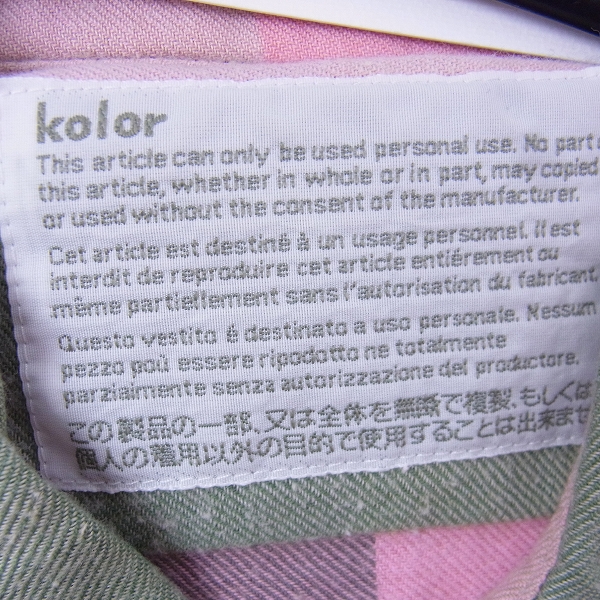 kolor
This article can only be used personal use. No part o
this article, whether in whole or in part, may copied
or used without the consent of the manufacturer.
Cet article est destiné à un usage personnel. Il est
interdit de reproduire cet article entiérement ou
même partiellement sans l'autorisation du fabricant.
Questo vestito é destinato a uso personale. Nessum
pezzo poù essere ripodotto ne totalmente
parzialmente senza autorizzazione del productore.
この製品の一部、又は全体を無断で複製、もしくは
個人の着用以外の目的で使用することは出来ませ